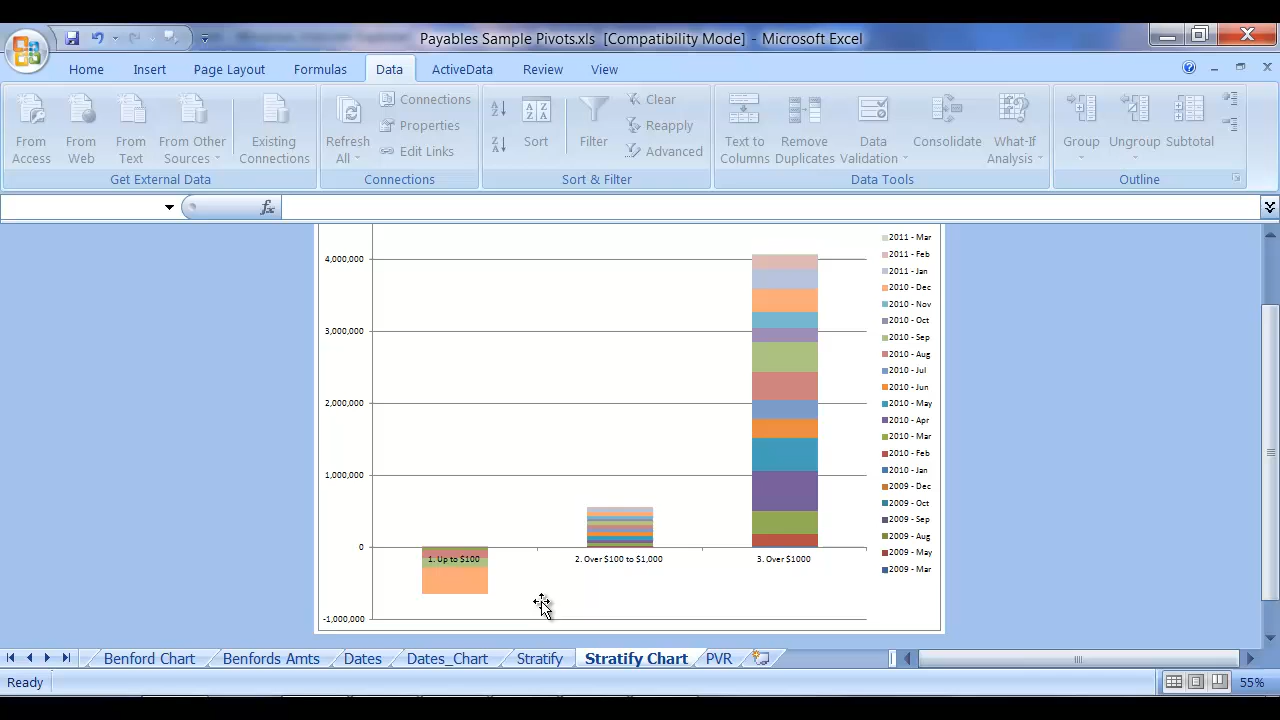 Payables Sample Pivots.xls [Compatibility Mode] - Microsoft Excel
Home Insert Page Layout Formulas Data ActiveData Review View
From Access
From Web
From Text
From Other Sources
Existing Connections
Get External Data
Refresh All
Connections
Properties
Edit Links
Connections
Sort
Filter
Clear
Reapply
Advanced
Sort & Filter
Text to Columns
Remove Duplicates
Data Validation
Consolidate
What-If Analysis
Data Tools
Group
Ungroup
Subtotal
Outline
fx
4,000,000
3,000,000
2,000,000
1,000,000
0
-1,000,000
1. Up to $100
2. Over $100 to $1,000
3. Over $1000
2011 - Mar
2011 - Feb
2011 - Jan
2010 - Dec
2010 - Nov
2010 - Oct
2010 - Sep
2010 - Aug
2010 - Jul
2010 - Jun
2010 - May
2010 - Apr
2010 - Mar
2010 - Feb
2010 - Jan
2009 - Dec
2009 - Oct
2009 - Sep
2009 - Aug
2009 - May
2009 - Mar
Benford Chart Benfords Amts Dates Dates_Chart Stratify Stratify Chart PVR
Ready 55%